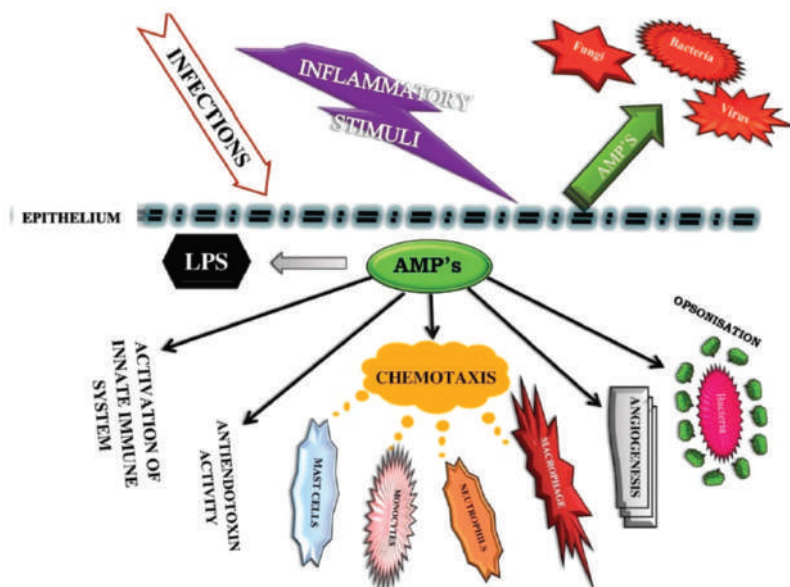 INFECTIONS
INFLAMMATORY
STIMULI
Fungi
Bacteria
Virus
AMP'S
EPITHELIUM
LPS
AMP's
OPSONISATION
ACTIVATION OF
INNATE IMMUNE
SYSTEM
ANTIENDOTOXIN
ACTIVITY
CHEMOTAXIS
MAST CELLS
MONOCYTES
NEUTROPHILS
MACROPHAGE
ANGIOGENESIS
Bacteria